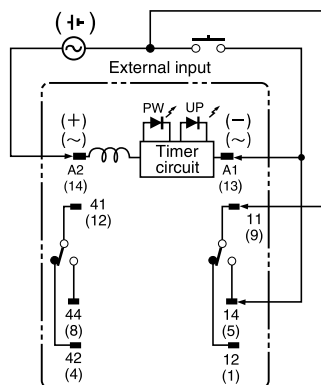 External input
PW UP
(+) (−)
(~) (~)
Timer
circuit
A2 A1
(14) (13)
41 11
(12) (9)
44 14
(8) (5)
42 12
(4) (1)